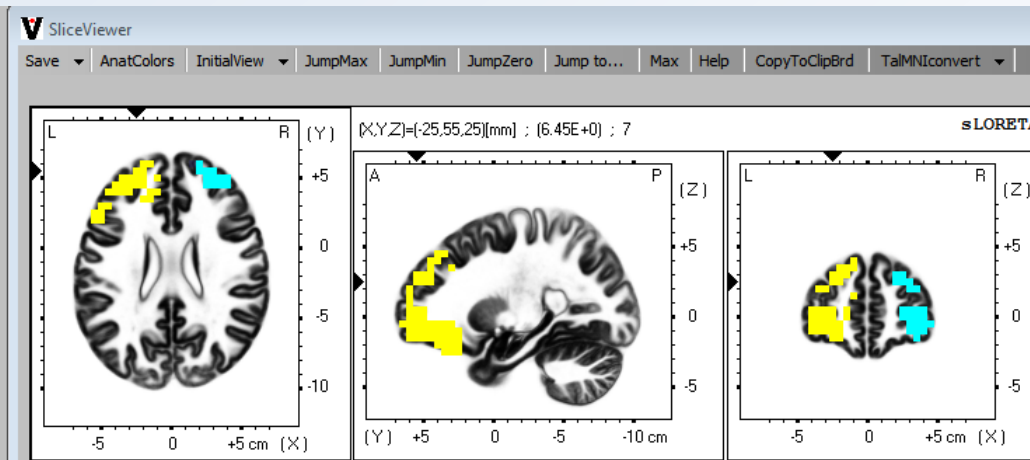 SliceViewer
Save AnatColors InitialView JumpMax JumpMin JumpZero Jump to... Max Help CopyToClipBrd TalMNIconvert
(X,Y,Z)=(-25,55,25)[mm] ; (6.45E+0) ; 7 sLORETA
L R (Y)
+5
0
-5
-10
-5 0 +5 cm (X)
A P (Z)
+5
0
-5
(Y) +5 0 -5 -10 cm
L R (Z)
+5
0
-5
-5 0 +5 cm (X)